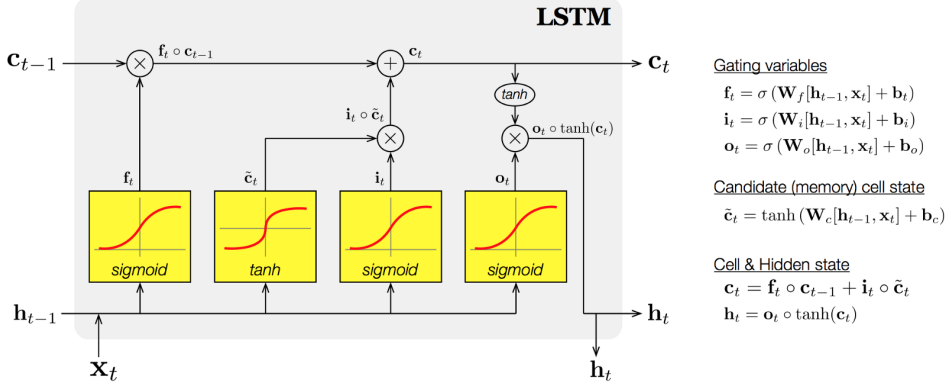 LSTM
c_{t−1}
f_t ∘ c_{t−1}
c_t
c_t
×
+
tanh
i_t ∘ c̃_t
×
×
o_t ∘ tanh(c_t)
f_t
c̃_t
i_t
o_t
sigmoid
tanh
sigmoid
sigmoid
h_{t−1}
h_t
x_t
h_t
Gating variables
f_t = σ (W_f[h_{t−1}, x_t] + b_t)
i_t = σ (W_i[h_{t−1}, x_t] + b_i)
o_t = σ (W_o[h_{t−1}, x_t] + b_o)
Candidate (memory) cell state
c̃_t = tanh (W_c[h_{t−1}, x_t] + b_c)
Cell & Hidden state
c_t = f_t ∘ c_{t−1} + i_t ∘ c̃_t
h_t = o_t ∘ tanh(c_t)